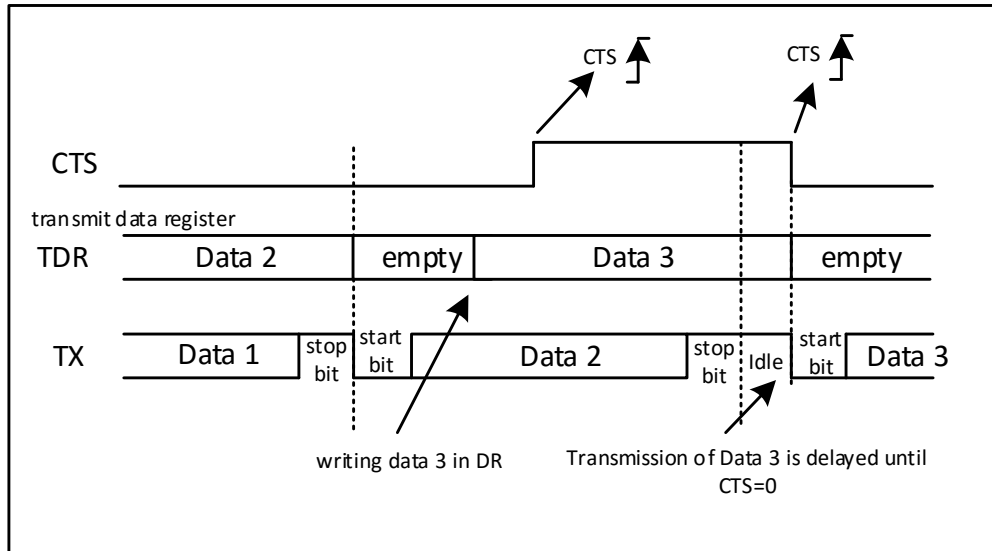 CTS
CTS
CTS
transmit data register
TDR
Data 2
empty
Data 3
empty
TX
Data 1
stop
bit
start
bit
Data 2
stop
bit
Idle
start
bit
Data 3
writing data 3 in DR
Transmission of Data 3 is delayed until
CTS=0